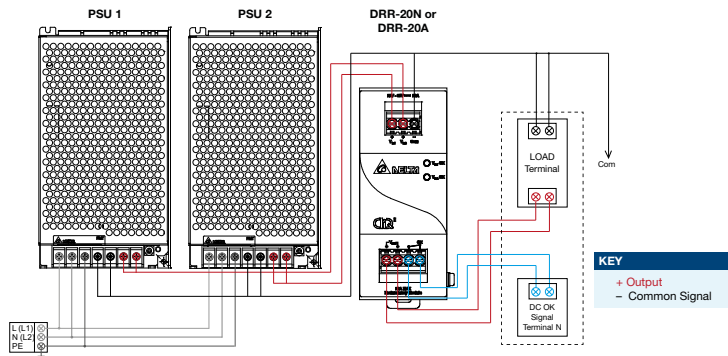 PSU 1
PSU 2
DRR-20N or
DRR-20A
DELTA
LOAD
Terminal
Com
KEY
+ Output
– Common Signal
DC OK
Signal
Terminal N
L (L1)
N (L2)
PE